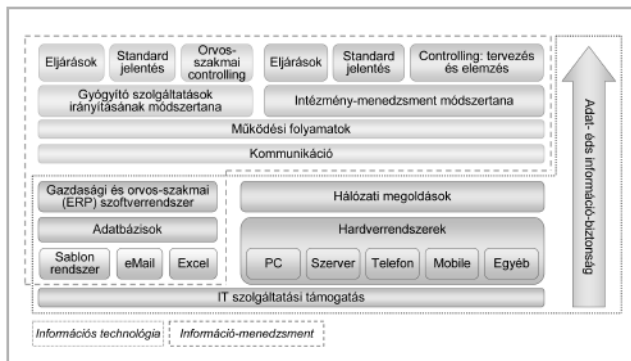 Eljárások
Standard
jelentés
Orvos-
szakmai
controlling
Eljárások
Standard
jelentés
Controlling: tervezés
és elemzés
Gyógyító szolgáltatások
irányításának módszertana
Intézmény-menedzsment módszertana
Működési folyamatok
Kommunikáció
Gazdasági és orvos-szakmai
(ERP) szoftverrendszer
Hálózati megoldások
Adatbázisok
Hardverrendszerek
Sablon
rendszer
eMail
Excel
PC
Szerver
Telefon
Mobile
Egyéb
IT szolgáltatási támogatás
Adat- éds információ-biztonság
Információs technológia
Információ-menedzsment